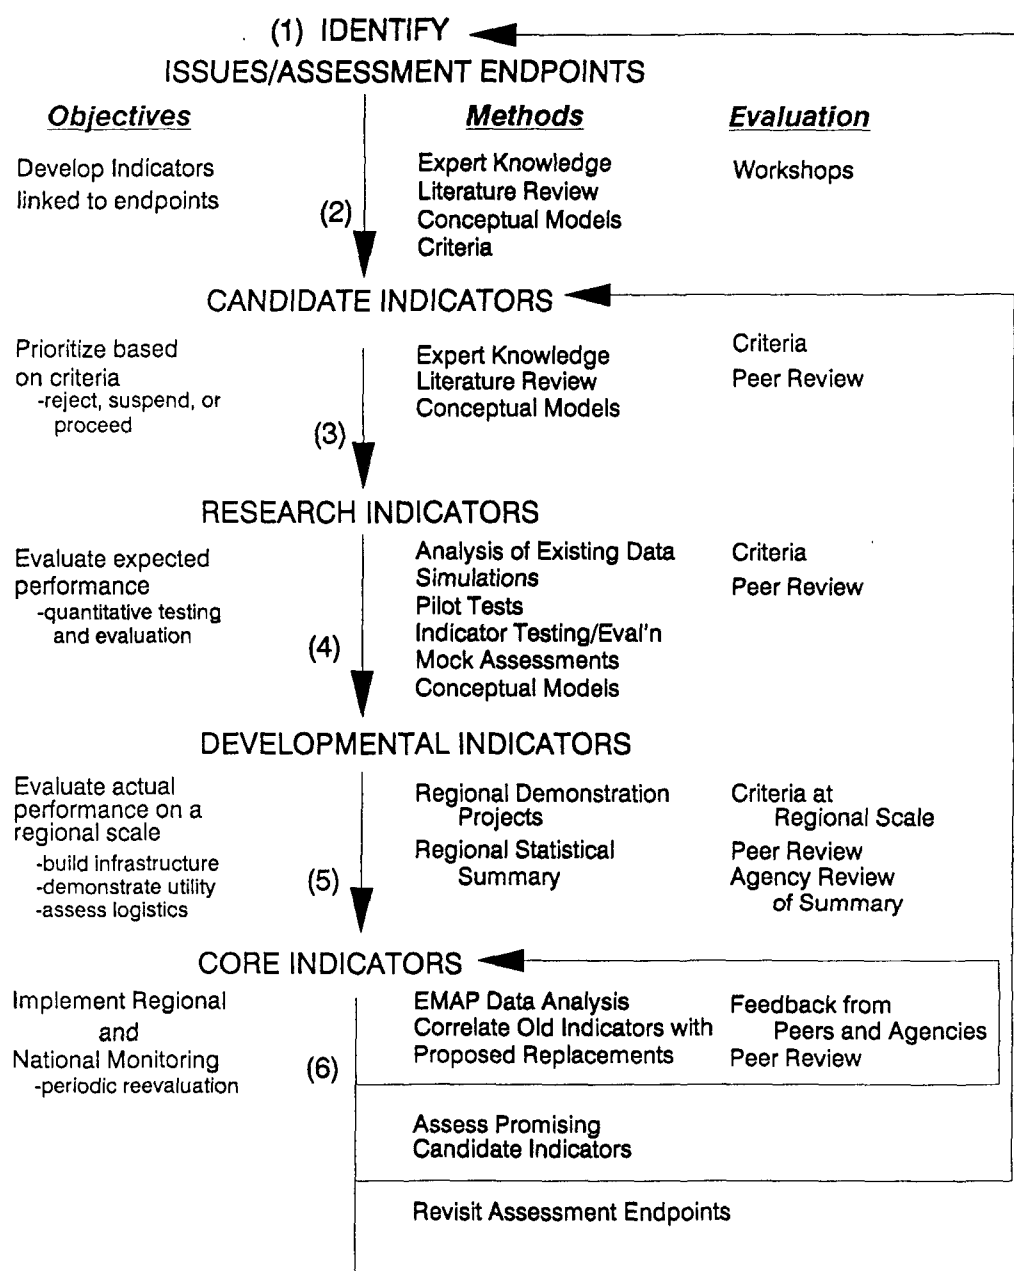 (1) IDENTIFY
ISSUES/ASSESSMENT ENDPOINTS
Objectives
Methods
Evaluation
Develop Indicators
linked to endpoints
(2)
Expert Knowledge
Literature Review
Conceptual Models
Criteria
Workshops
CANDIDATE INDICATORS
Prioritize based
on criteria
-reject, suspend, or
proceed
(3)
Expert Knowledge
Literature Review
Conceptual Models
Criteria
Peer Review
RESEARCH INDICATORS
Evaluate expected
performance
-quantitative testing
and evaluation
(4)
Analysis of Existing Data
Simulations
Pilot Tests
Indicator Testing/Eval'n
Mock Assessments
Conceptual Models
Criteria
Peer Review
DEVELOPMENTAL INDICATORS
Evaluate actual
performance on a
regional scale
-build infrastructure
-demonstrate utility
-assess logistics
(5)
Regional Demonstration
Projects
Regional Statistical
Summary
Criteria at
Regional Scale
Peer Review
Agency Review
of Summary
CORE INDICATORS
Implement Regional
and
National Monitoring
-periodic reevaluation
(6)
EMAP Data Analysis
Correlate Old Indicators with
Proposed Replacements
Feedback from
Peers and Agencies
Peer Review
Assess Promising
Candidate Indicators
Revisit Assessment Endpoints